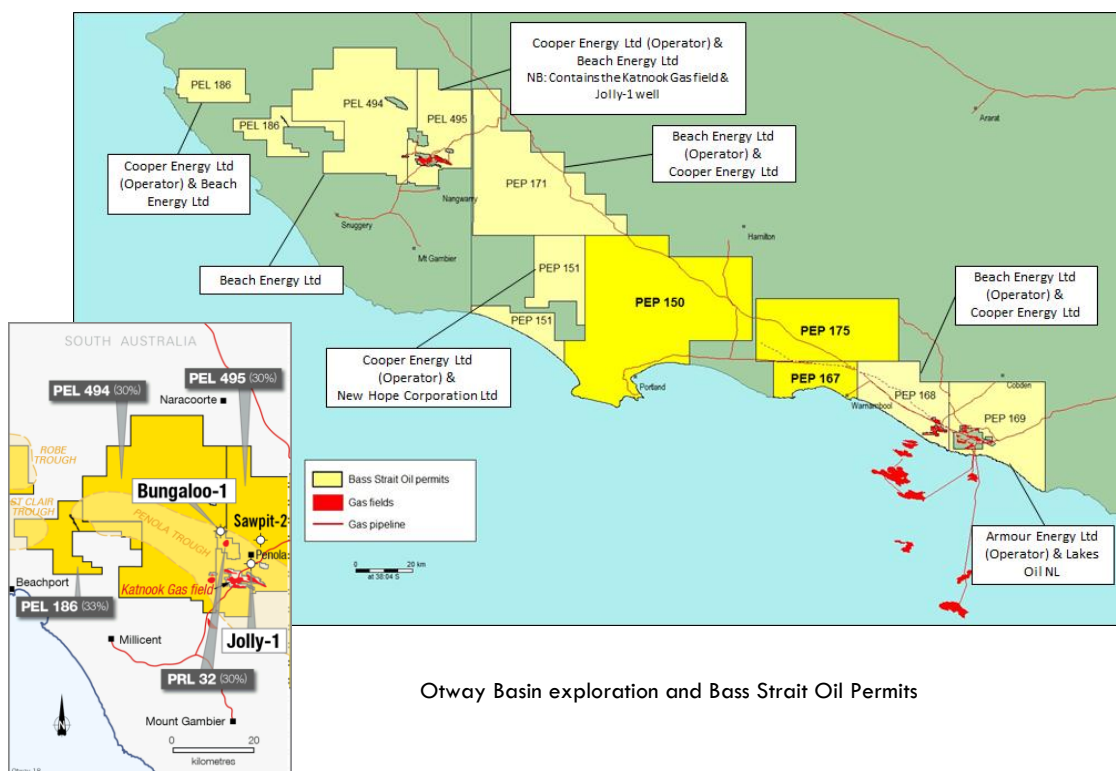 PEL 186
PEL 186
PEL 494
PEL 495
Cooper Energy Ltd (Operator) &
Beach Energy Ltd
NB: Contains the Katnook Gas field &
Jolly-1 well
Ararat
Beach Energy Ltd
(Operator) &
Cooper Energy Ltd
Cooper Energy Ltd
(Operator) & Beach
Energy Ltd
PEP 171
Nangwarry
Snuggery
Mt Gambier
Hamilton
Beach Energy Ltd
PEP 151
PEP 150
Beach Energy Ltd
(Operator) &
Cooper Energy Ltd
PEP 151
PEP 175
Cooper Energy Ltd
(Operator) &
New Hope Corporation Ltd
Portland
PEP 167
Warrnambool
PEP 168
Cobden
PEP 169
Bass Strait Oil permits
Gas fields
Gas pipeline
0 20 km
at 38:04 S
Armour Energy Ltd
(Operator) & Lakes
Oil NL
SOUTH AUSTRALIA
PEL 494 (30%)
PEL 495 (30%)
Naracoorte
ROBE
TROUGH
Bungaloo-1
ST CLAIR
TROUGH
PENOLA TROUGH
Sawpit-2
Penola
Beachport
Katnook Gas field
PEL 186 (33%)
Millicent
Jolly-1
PRL 32 (30%)
Mount Gambier
N
0 20
kilometres
Otway Basin exploration and Bass Strait Oil Permits